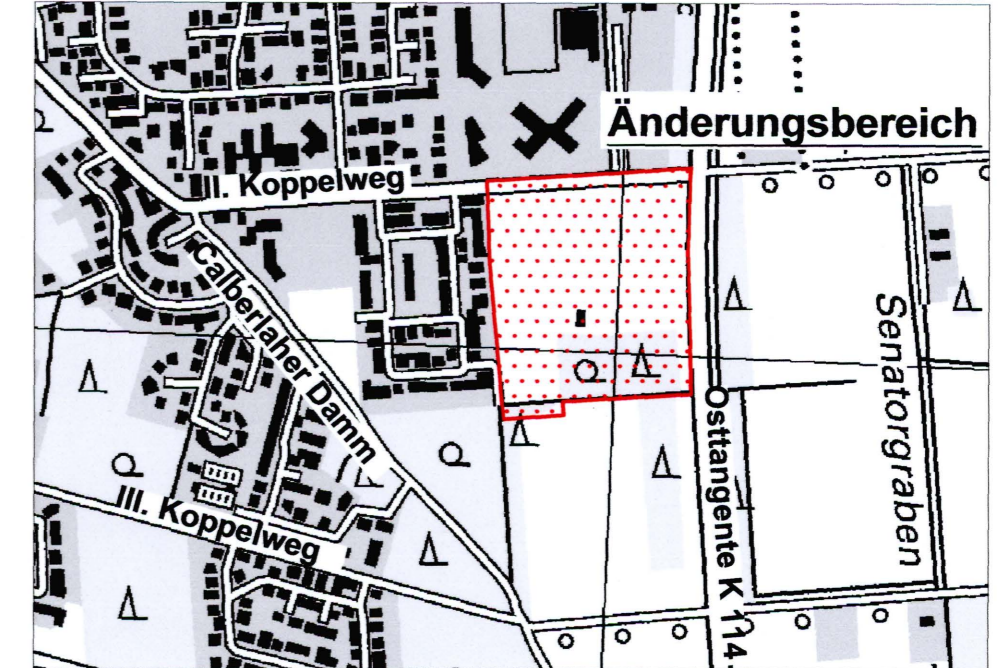 Änderungsbereich
II. Koppelweg
Calberlaher Damm
Senatorgraben
Osttangente K 114.
III. Koppelweg